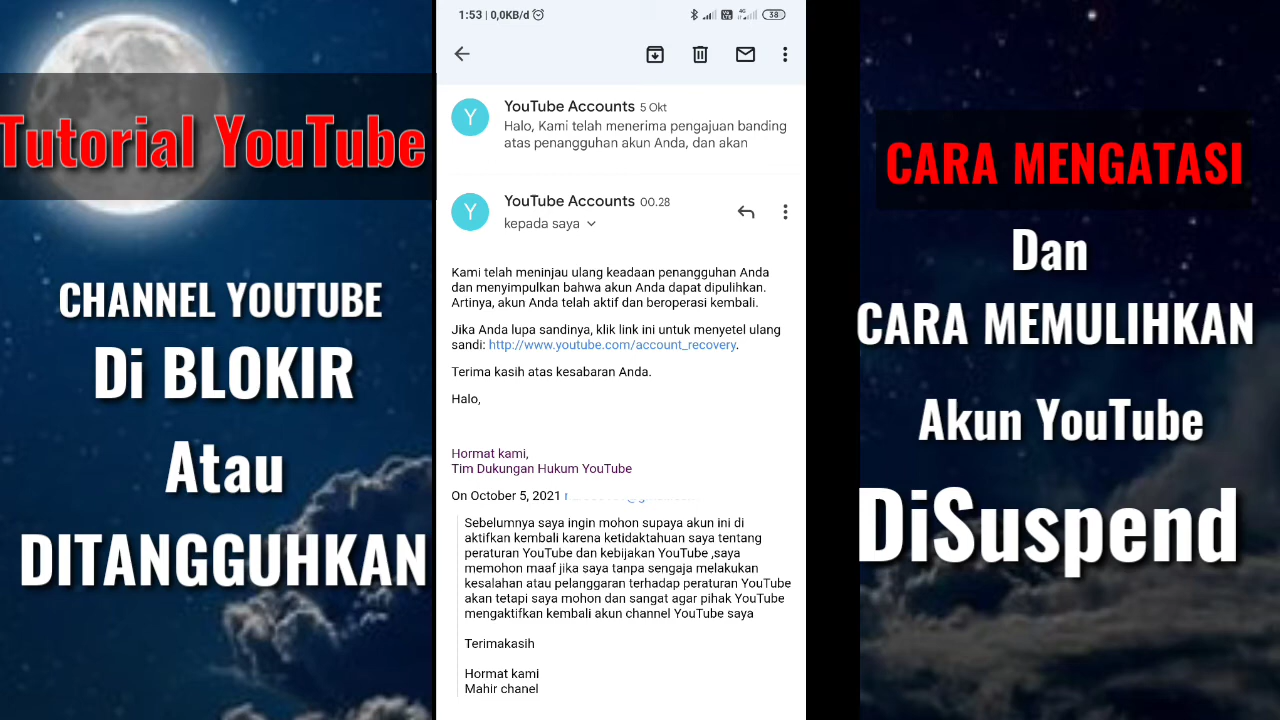 Tutorial YouTube
CHANNEL YOUTUBE
Di BLOKIR
Atau
DITANGGUHKAN
1:53 | 0,0KB/d
4G
38
YouTube Accounts 5 Okt
Halo, Kami telah menerima pengajuan banding
atas penangguhan akun Anda, dan akan
Y
YouTube Accounts 00.28
kepada saya
Y
Kami telah meninjau ulang keadaan penangguhan Anda
dan menyimpulkan bahwa akun Anda dapat dipulihkan.
Artinya, akun Anda telah aktif dan beroperasi kembali.
Jika Anda lupa sandinya, klik link ini untuk menyetel ulang
sandi: http://www.youtube.com/account_recovery.
Terima kasih atas kesabaran Anda.
Halo,
Hormat kami,
Tim Dukungan Hukum YouTube
On October 5, 2021
Sebelumnya saya ingin mohon supaya akun ini di
aktifkan kembali karena ketidaktahuan saya tentang
peraturan YouTube dan kebijakan YouTube ,saya
memohon maaf jika saya tanpa sengaja melakukan
kesalahan atau pelanggaran terhadap peraturan YouTube
akan tetapi saya mohon dan sangat agar pihak YouTube
mengaktifkan kembali akun channel YouTube saya
Terimakasih
Hormat kami
Mahir chanel
CARA MENGATASI
Dan
CARA MEMULIHKAN
Akun YouTube
DiSuspend